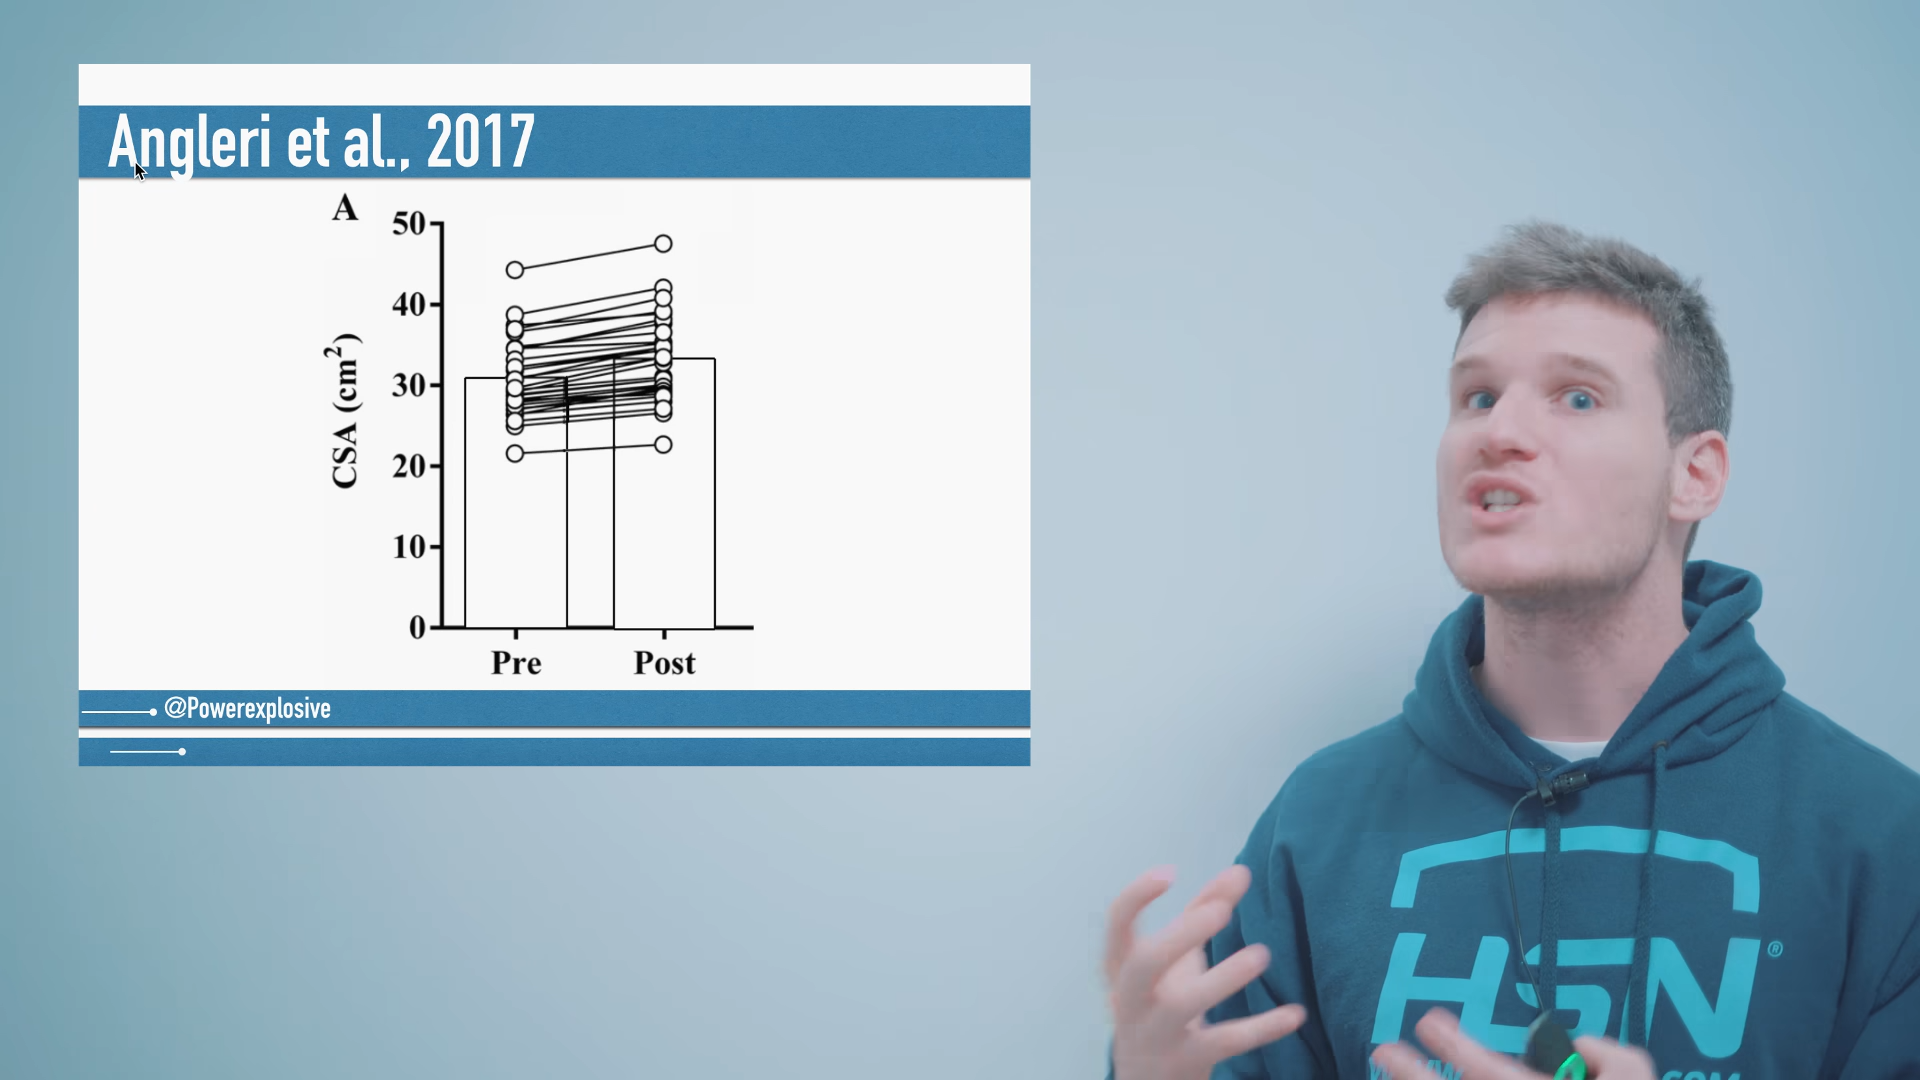 Angleri et al., 2017
A
50
40
30
20
10
0
CSA (cm²)
Pre
Post
@Powerexplosive
HSN®